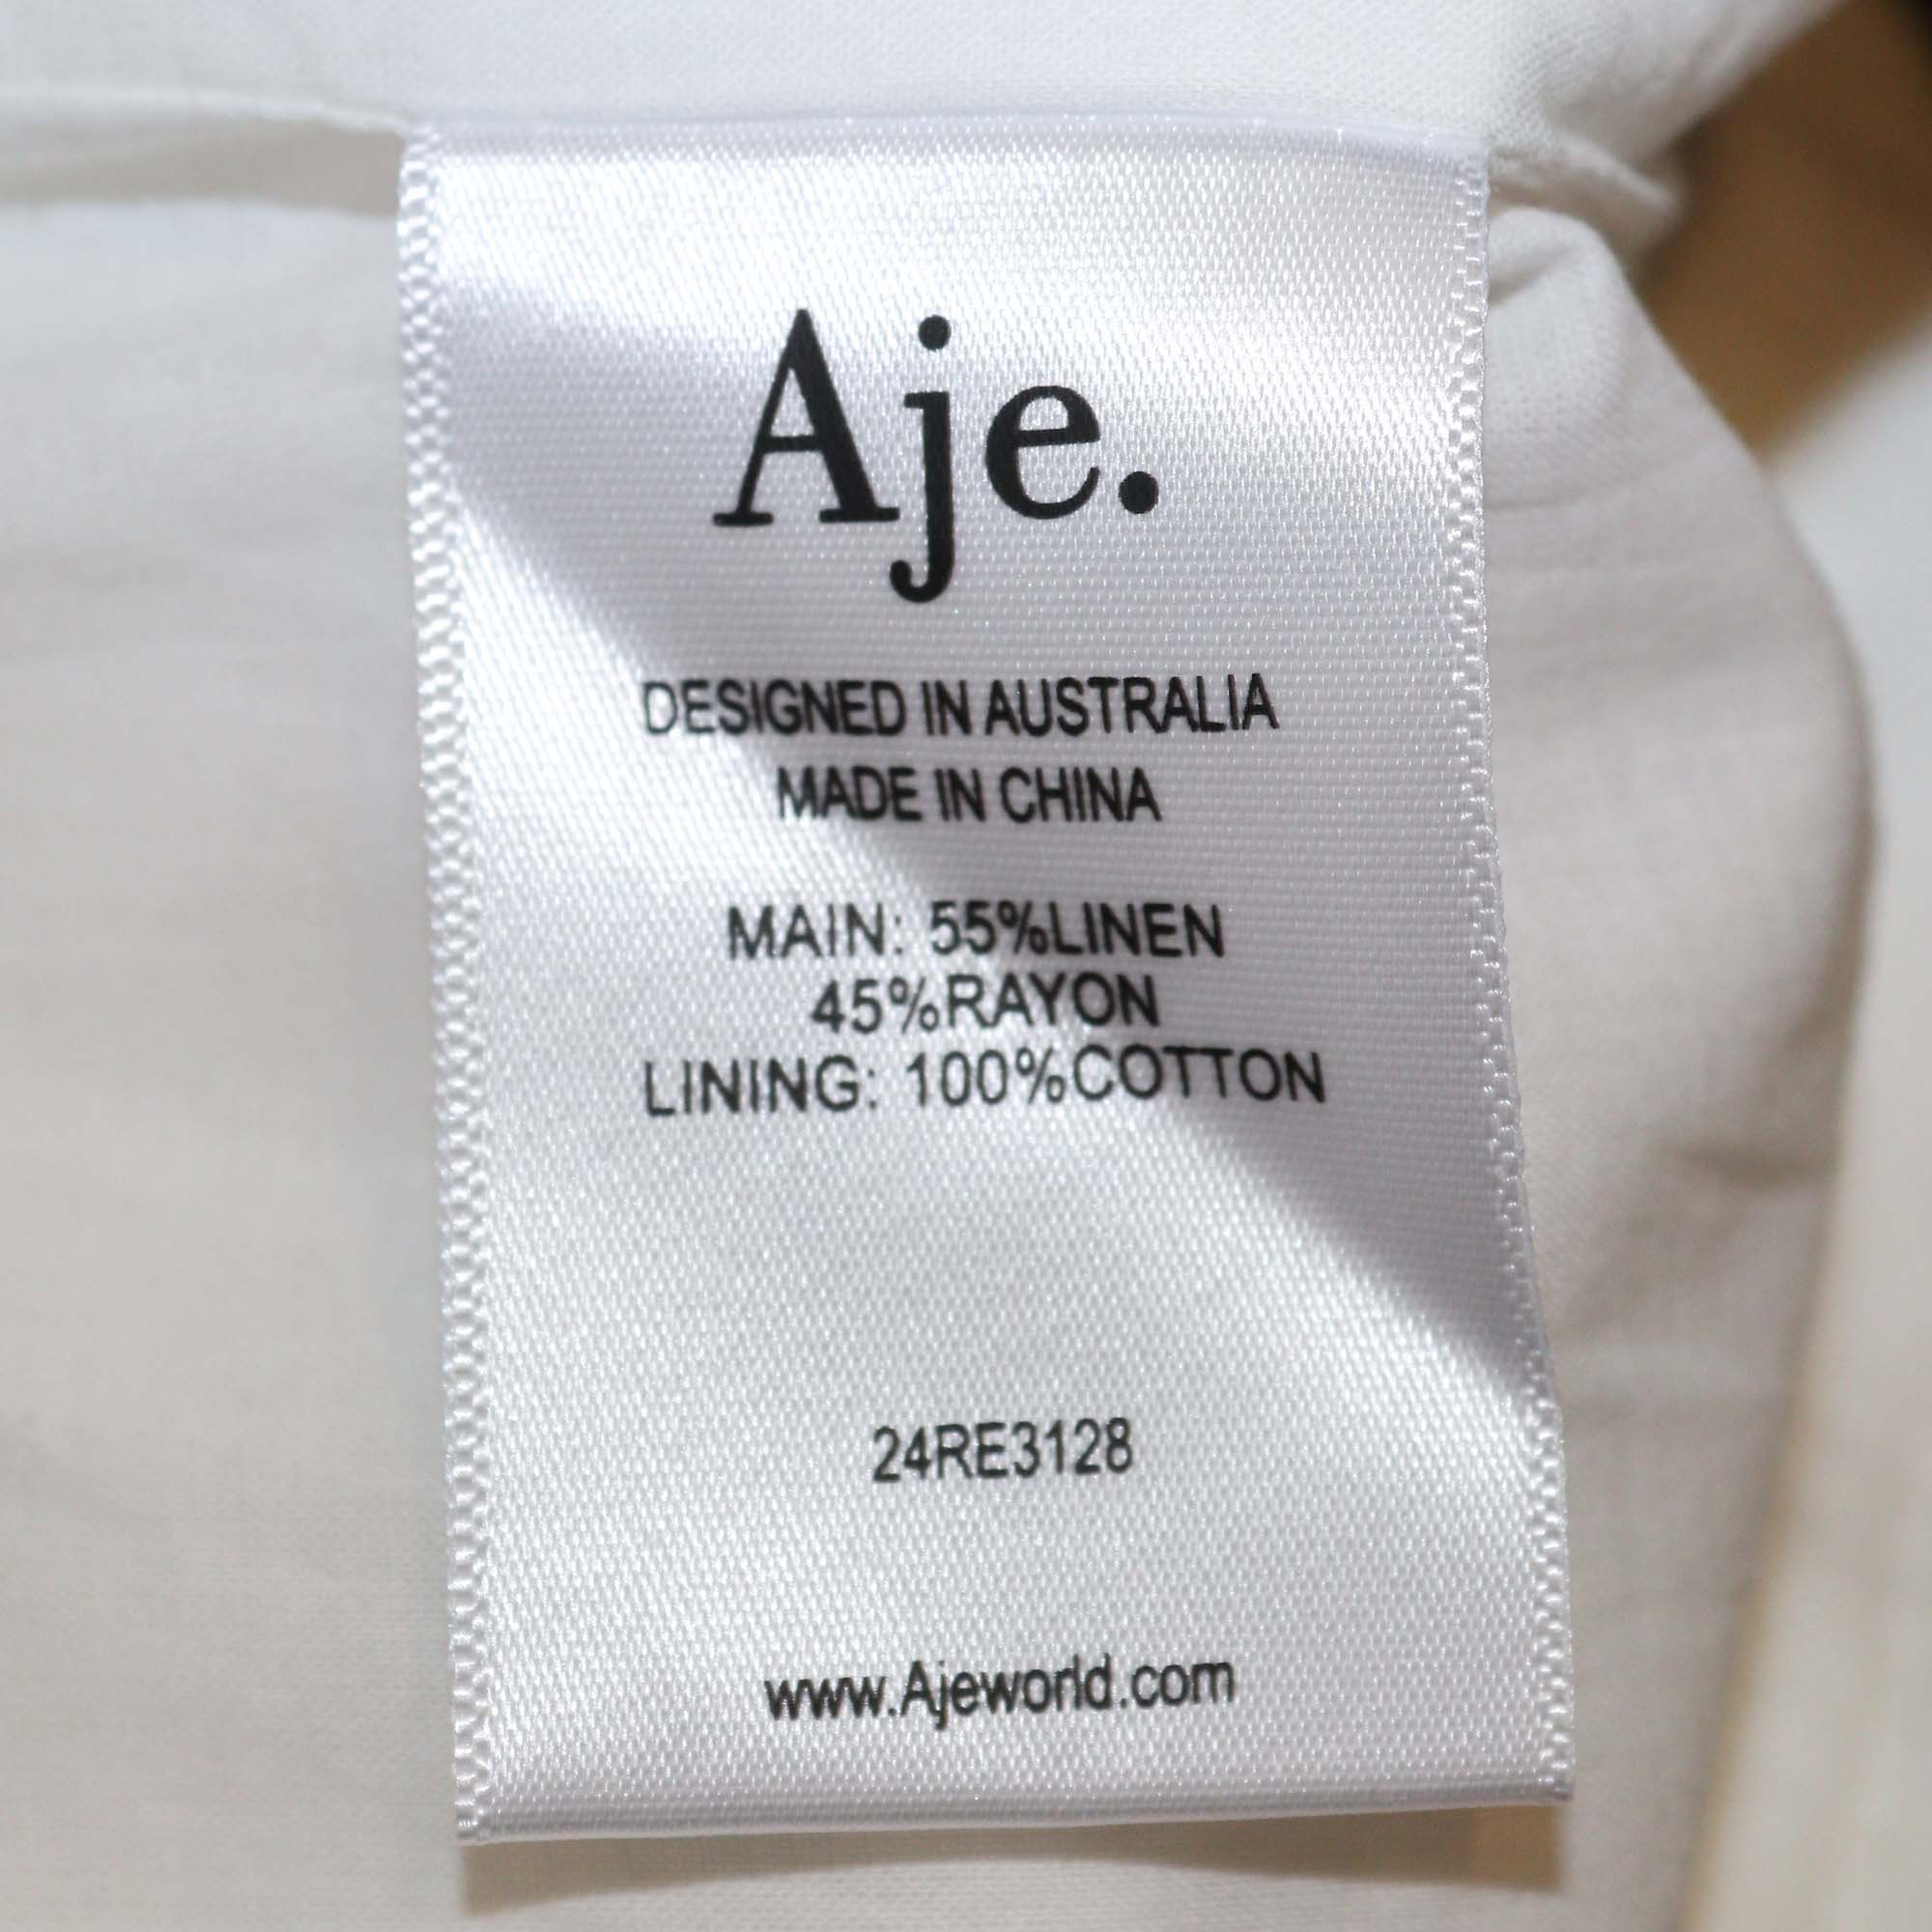 Aje.
DESIGNED IN AUSTRALIA
MADE IN CHINA
MAIN: 55%LINEN
45%RAYON
LINING: 100%COTTON
24RE3128
www.Ajeworld.com